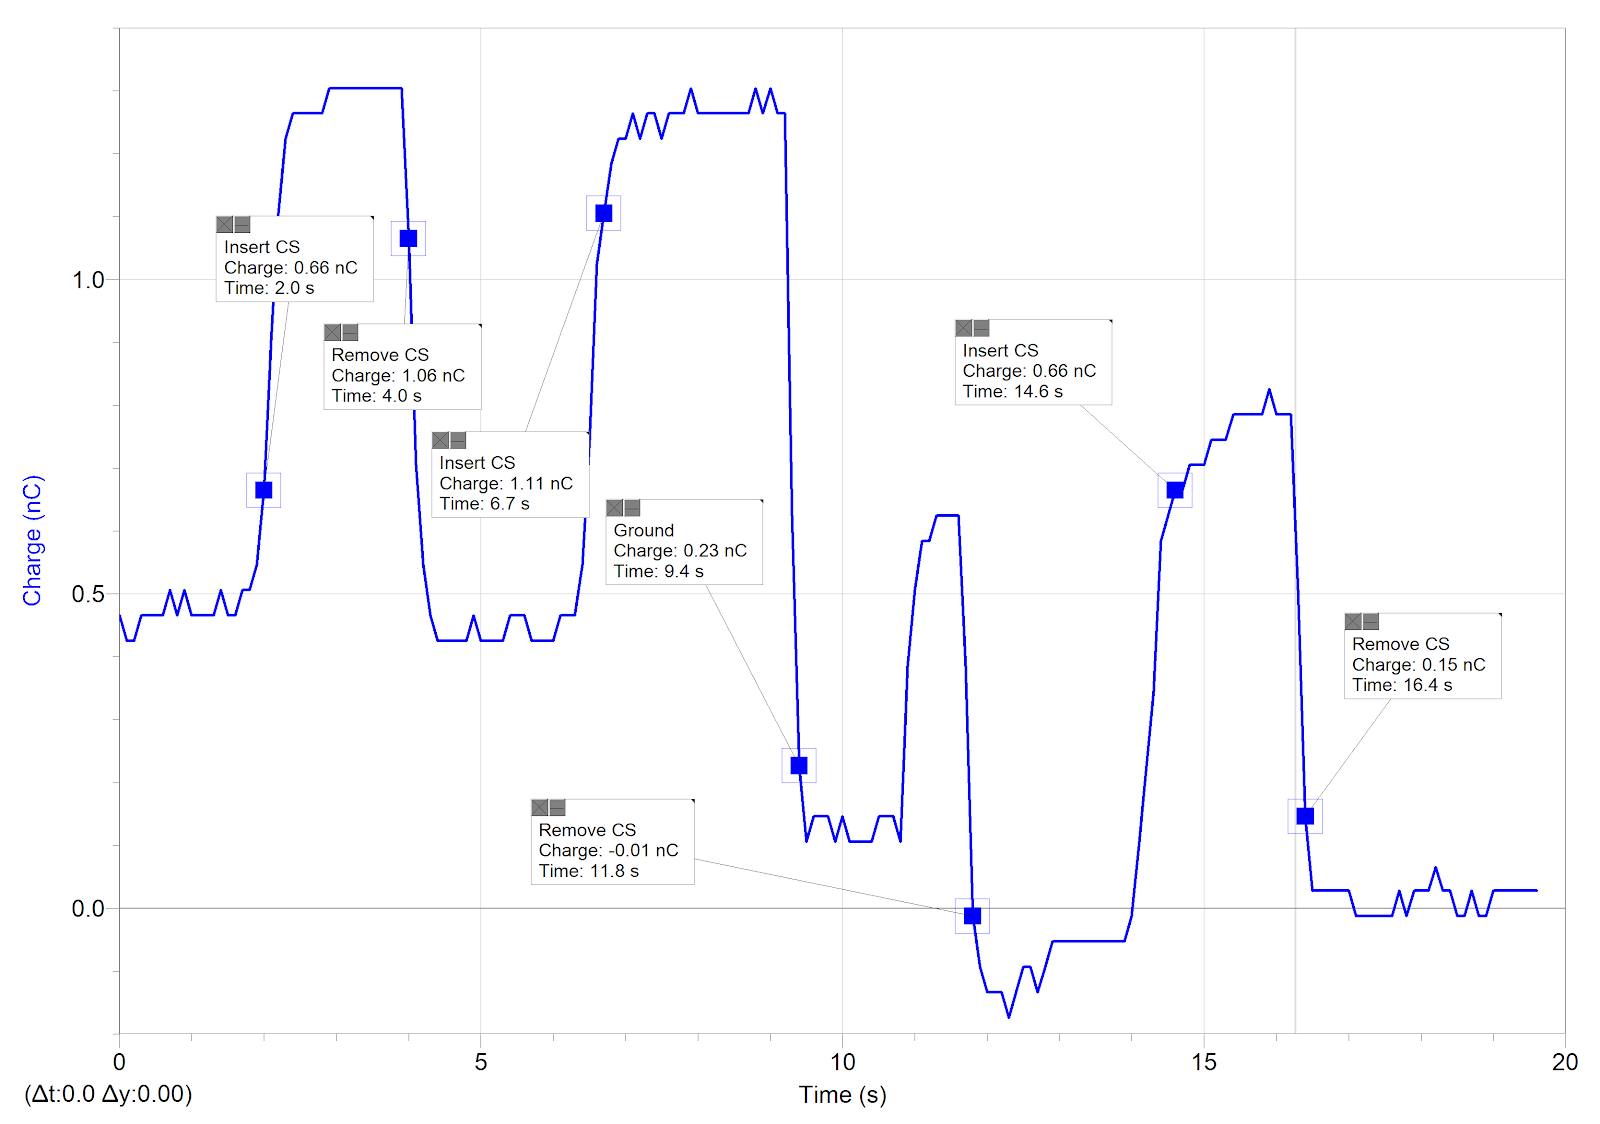 Insert CS
Charge: 0.66 nC
Time: 2.0 s
1.0
Remove CS
Charge: 1.06 nC
Time: 4.0 s
Insert CS
Charge: 0.66 nC
Time: 14.6 s
Insert CS
Charge: 1.11 nC
Time: 6.7 s
Charge (nC)
Ground
Charge: 0.23 nC
Time: 9.4 s
0.5
Remove CS
Charge: 0.15 nC
Time: 16.4 s
Remove CS
Charge: -0.01 nC
Time: 11.8 s
0.0
0 5 10 15 20
(Δt:0.0 Δy:0.00)
Time (s)